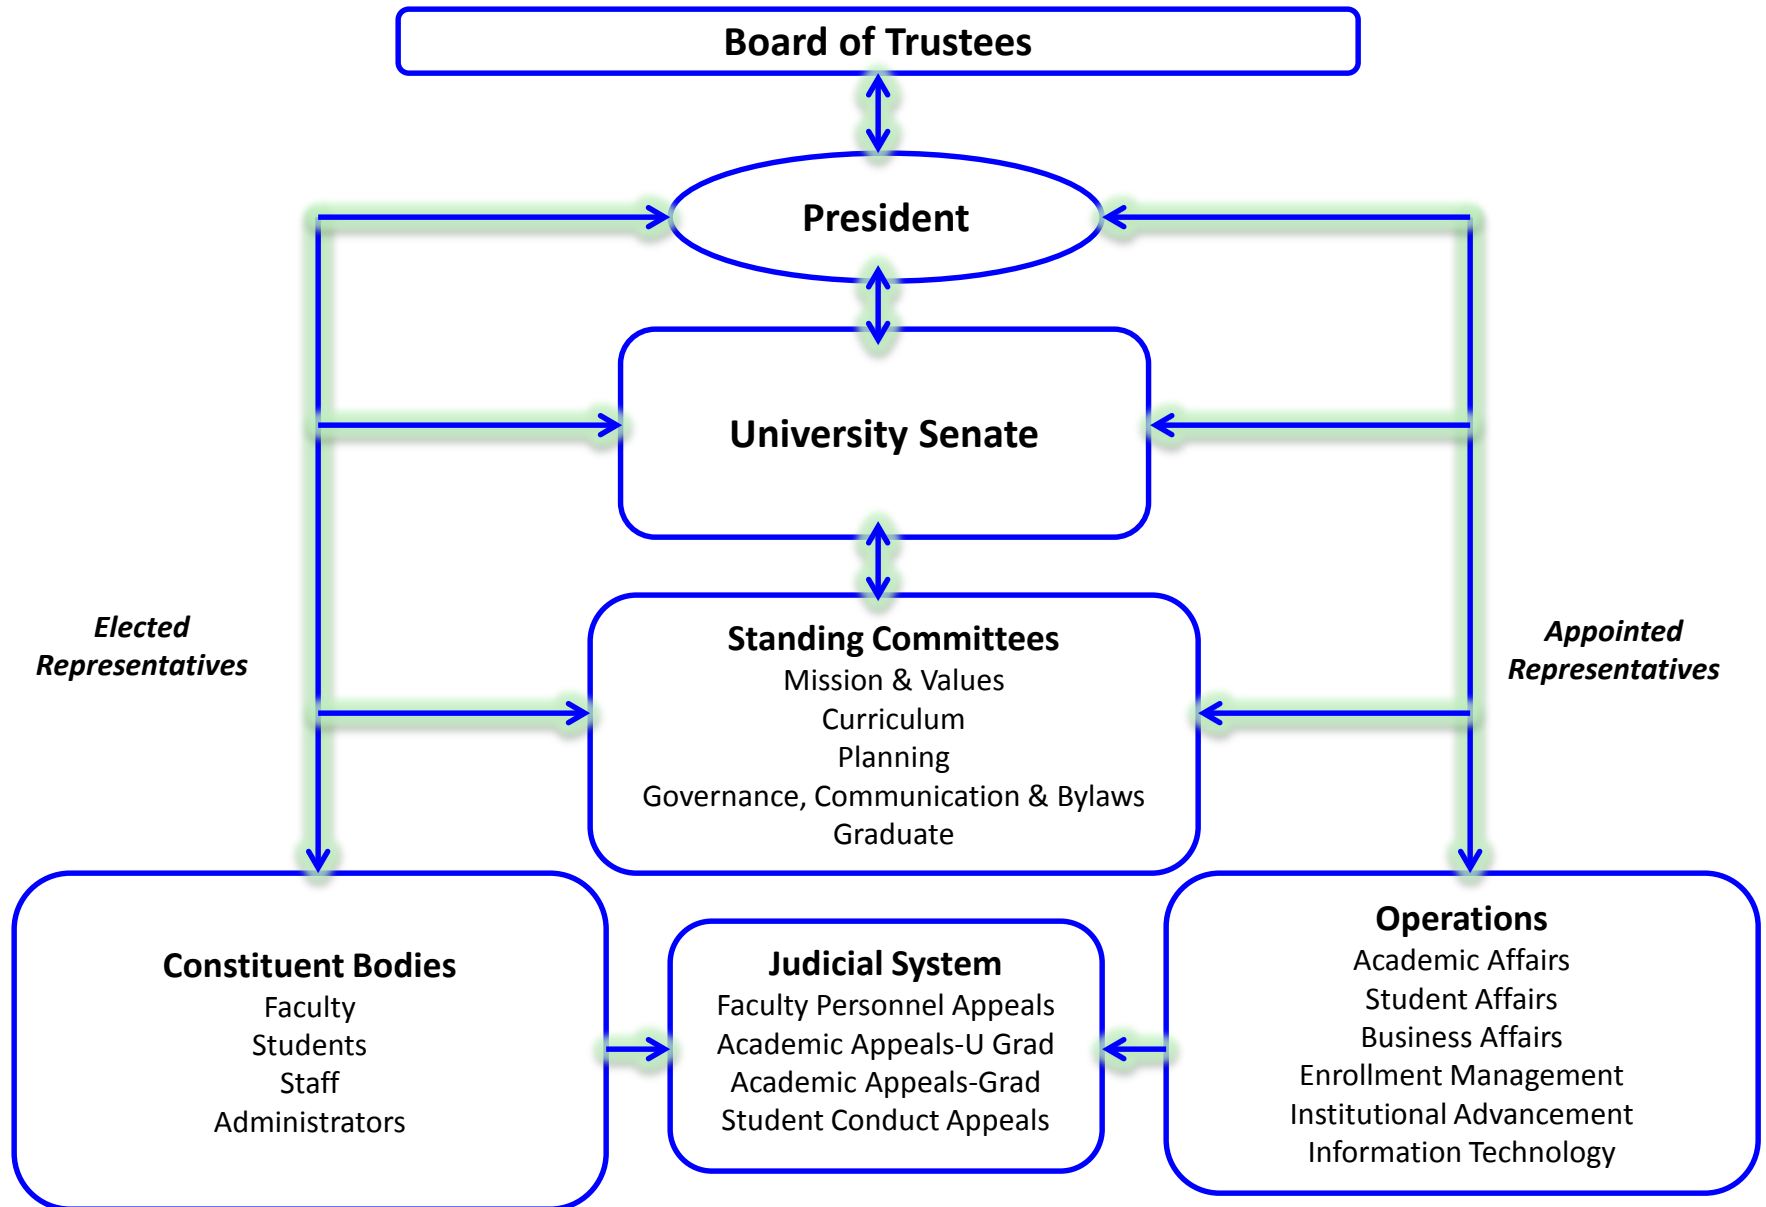 Board of Trustees
President
University Senate
Elected
Representatives
Appointed
Representatives
Standing Committees
Mission & Values
Curriculum
Planning
Governance, Communication & Bylaws
Graduate
Constituent Bodies
Faculty
Students
Staff
Administrators
Judicial System
Faculty Personnel Appeals
Academic Appeals-U Grad
Academic Appeals-Grad
Student Conduct Appeals
Operations
Academic Affairs
Student Affairs
Business Affairs
Enrollment Management
Institutional Advancement
Information Technology